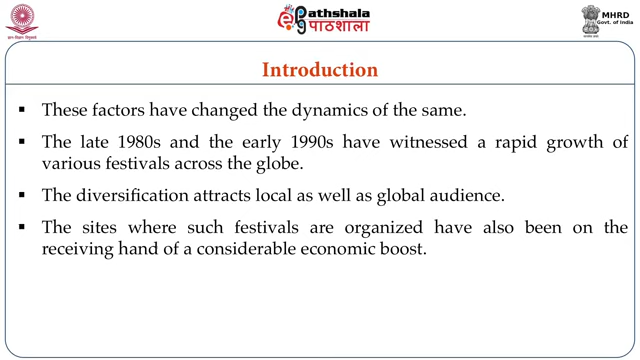 ePathshala
पाठशाला
MHRD
Govt. of India
Introduction
▪ These factors have changed the dynamics of the same.
▪ The late 1980s and the early 1990s have witnessed a rapid growth of
various festivals across the globe.
▪ The diversification attracts local as well as global audience.
▪ The sites where such festivals are organized have also been on the
receiving hand of a considerable economic boost.